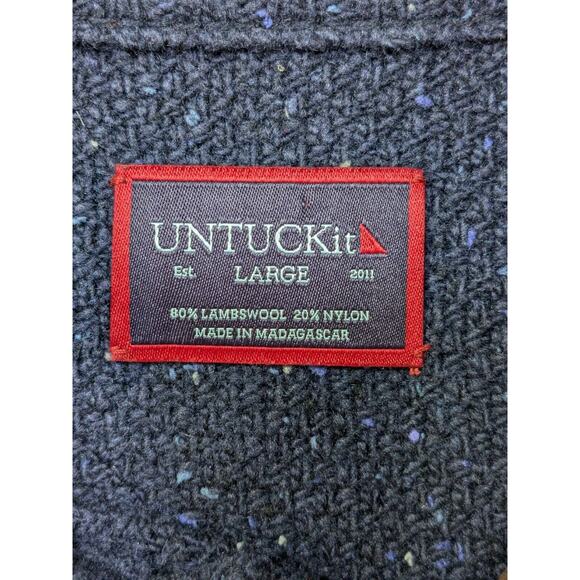 UNTUCKit
Est. LARGE 2011
80% LAMBSWOOL 20% NYLON
MADE IN MADAGASCAR